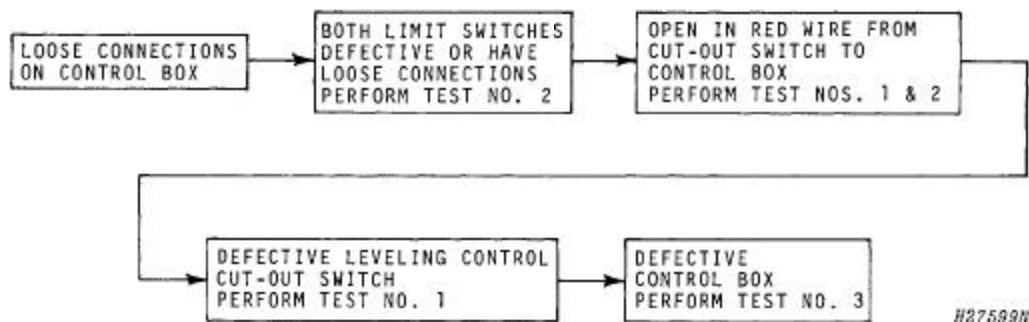 LOOSE CONNECTIONS
ON CONTROL BOX
BOTH LIMIT SWITCHES
DEFECTIVE OR HAVE
LOOSE CONNECTIONS
PERFORM TEST NO. 2
OPEN IN RED WIRE FROM
CUT-OUT SWITCH TO
CONTROL BOX
PERFORM TEST NOS. 1 & 2
DEFECTIVE LEVELING CONTROL
CUT-OUT SWITCH
PERFORM TEST NO. 1
DEFECTIVE
CONTROL BOX
PERFORM TEST NO. 3
H27599N